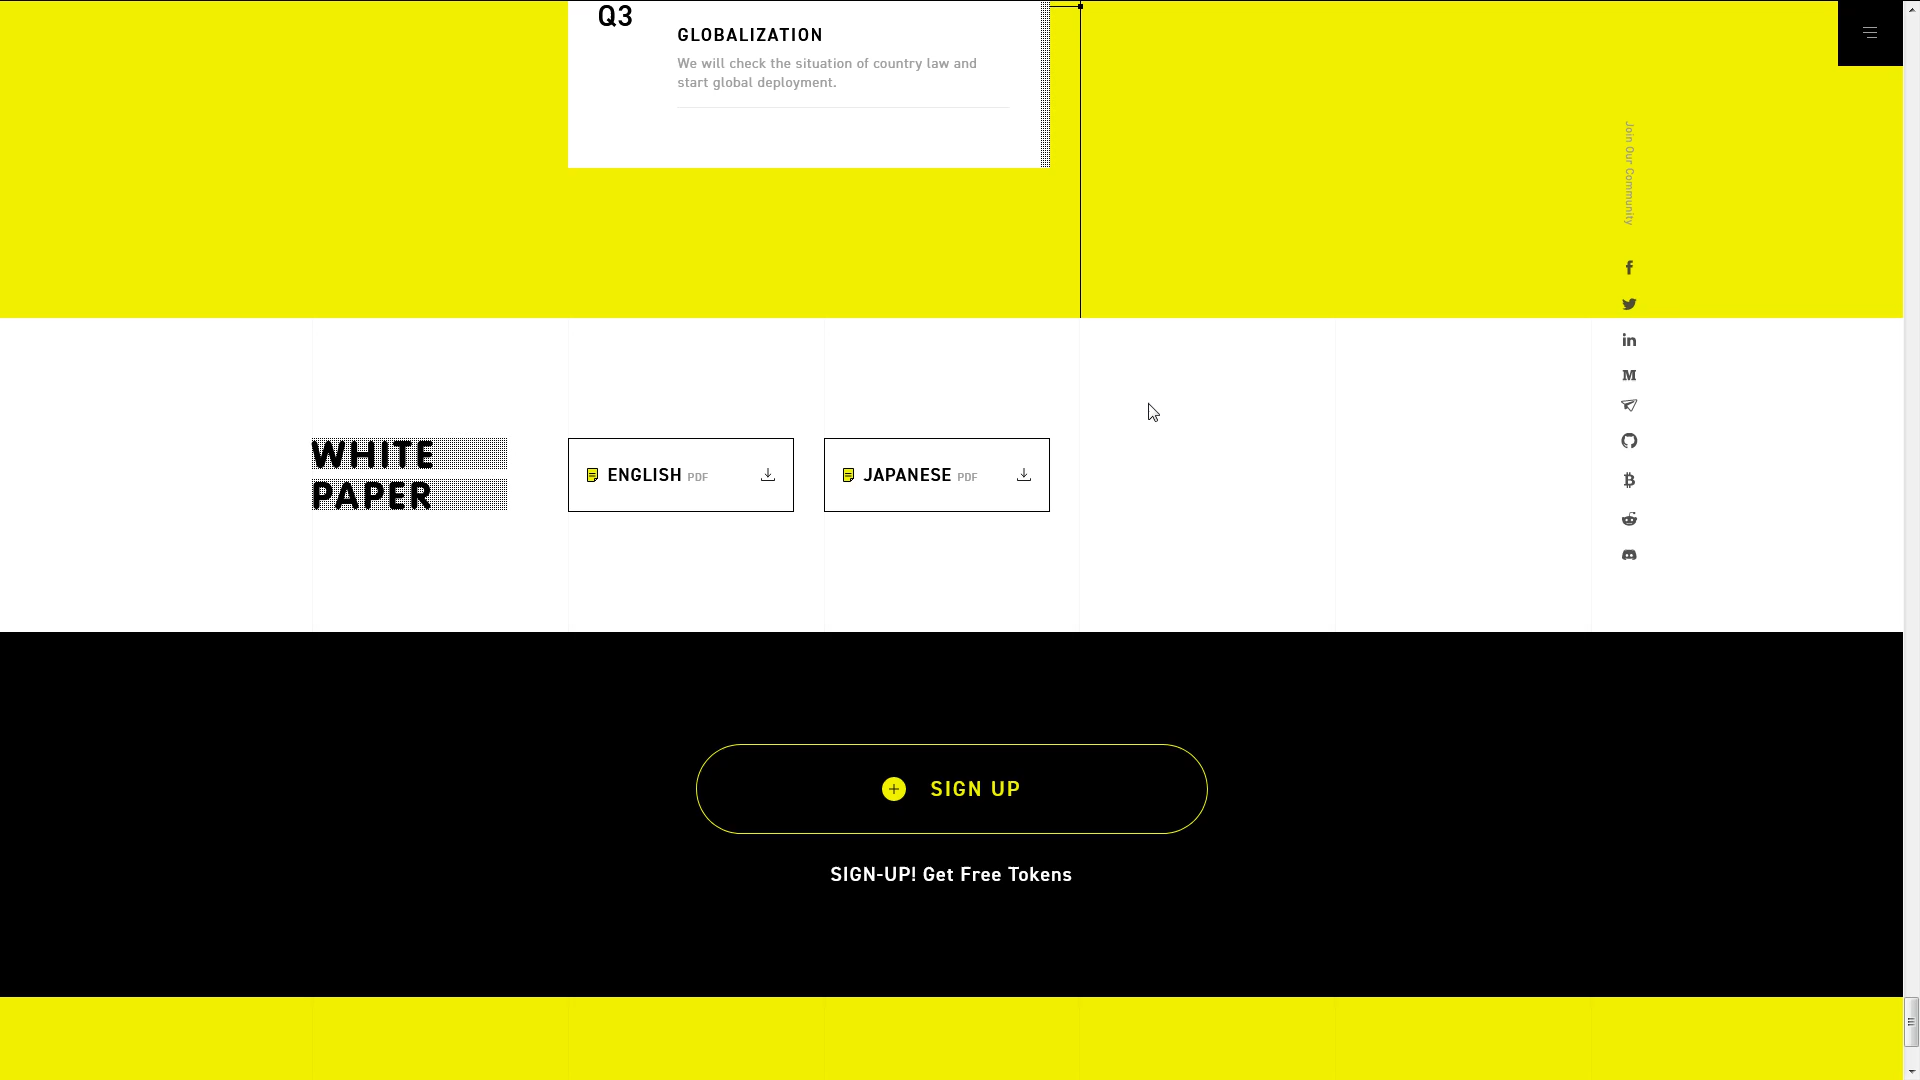 Q3
GLOBALIZATION
We will check the situation of country law and
start global deployment.
Join Our Community
WHITE
PAPER
ENGLISH PDF
JAPANESE PDF
SIGN UP
SIGN-UP! Get Free Tokens